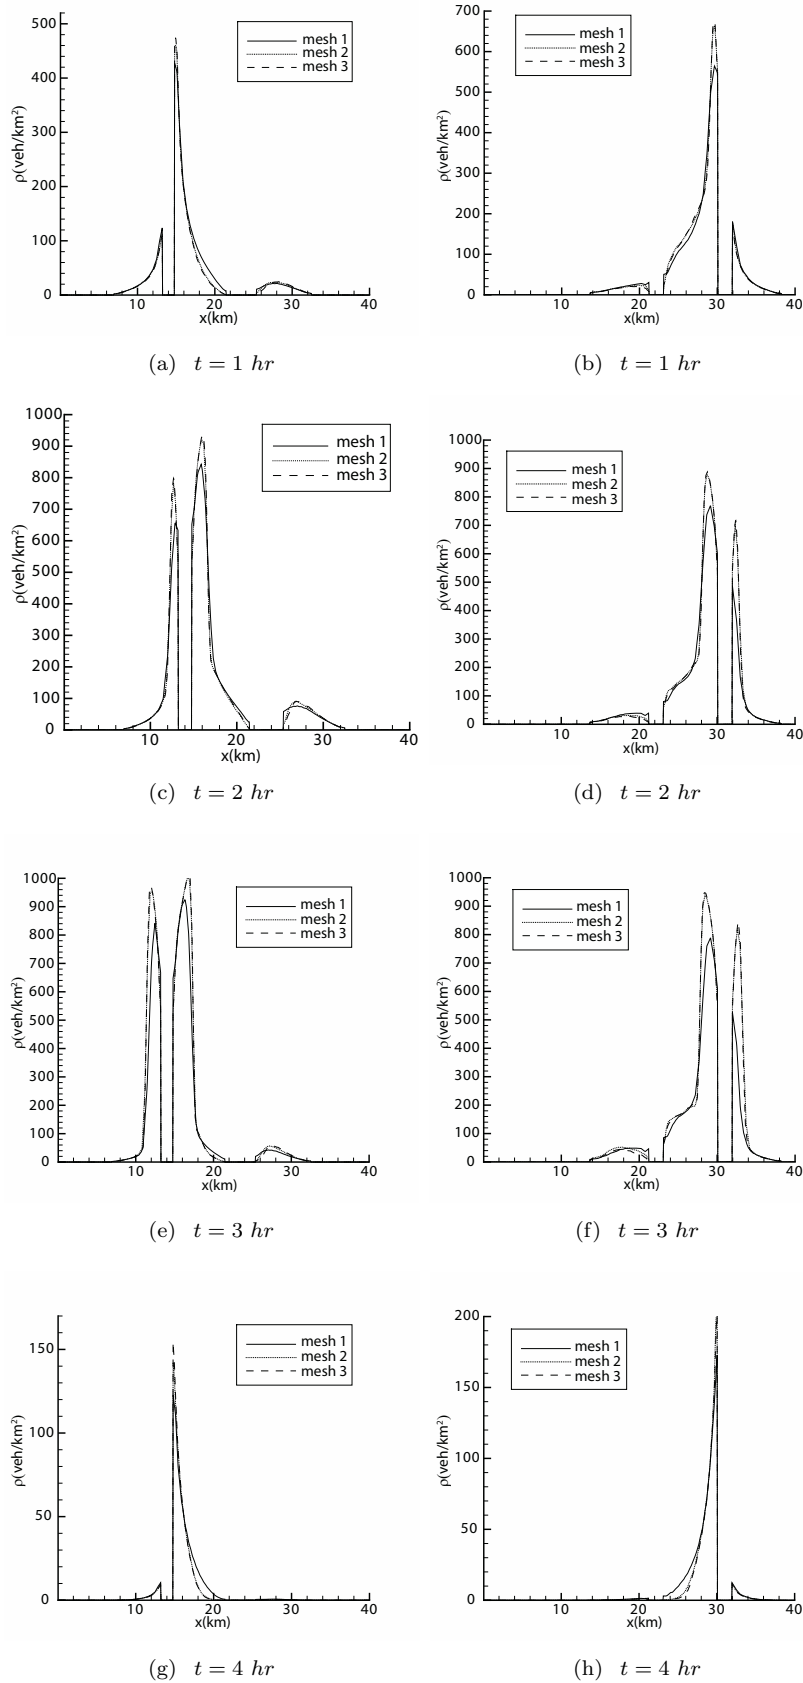 ρ(veh/km²)
500
400
300
200
100
0
10
20
30
40
x(km)
mesh 1
mesh 2
mesh 3
(a) t = 1 hr
ρ(veh/km²)
700
600
500
400
300
200
100
0
10
20
30
40
x(km)
mesh 1
mesh 2
mesh 3
(b) t = 1 hr
ρ(veh/km²)
1000
900
800
700
600
500
400
300
200
100
0
10
20
30
40
x(km)
mesh 1
mesh 2
mesh 3
(c) t = 2 hr
ρ(veh/km²)
1000
900
800
700
600
500
400
300
200
100
0
10
20
30
40
x(km)
mesh 1
mesh 2
mesh 3
(d) t = 2 hr
ρ(veh/km²)
1000
900
800
700
600
500
400
300
200
100
0
10
20
30
40
x(km)
mesh 1
mesh 2
mesh 3
(e) t = 3 hr
ρ(veh/km²)
1000
900
800
700
600
500
400
300
200
100
0
10
20
30
40
x(km)
mesh 1
mesh 2
mesh 3
(f) t = 3 hr
ρ(veh/km²)
150
100
50
0
10
20
30
40
x(km)
mesh 1
mesh 2
mesh 3
(g) t = 4 hr
ρ(veh/km²)
200
150
100
50
0
10
20
30
40
x(km)
mesh 1
mesh 2
mesh 3
(h) t = 4 hr